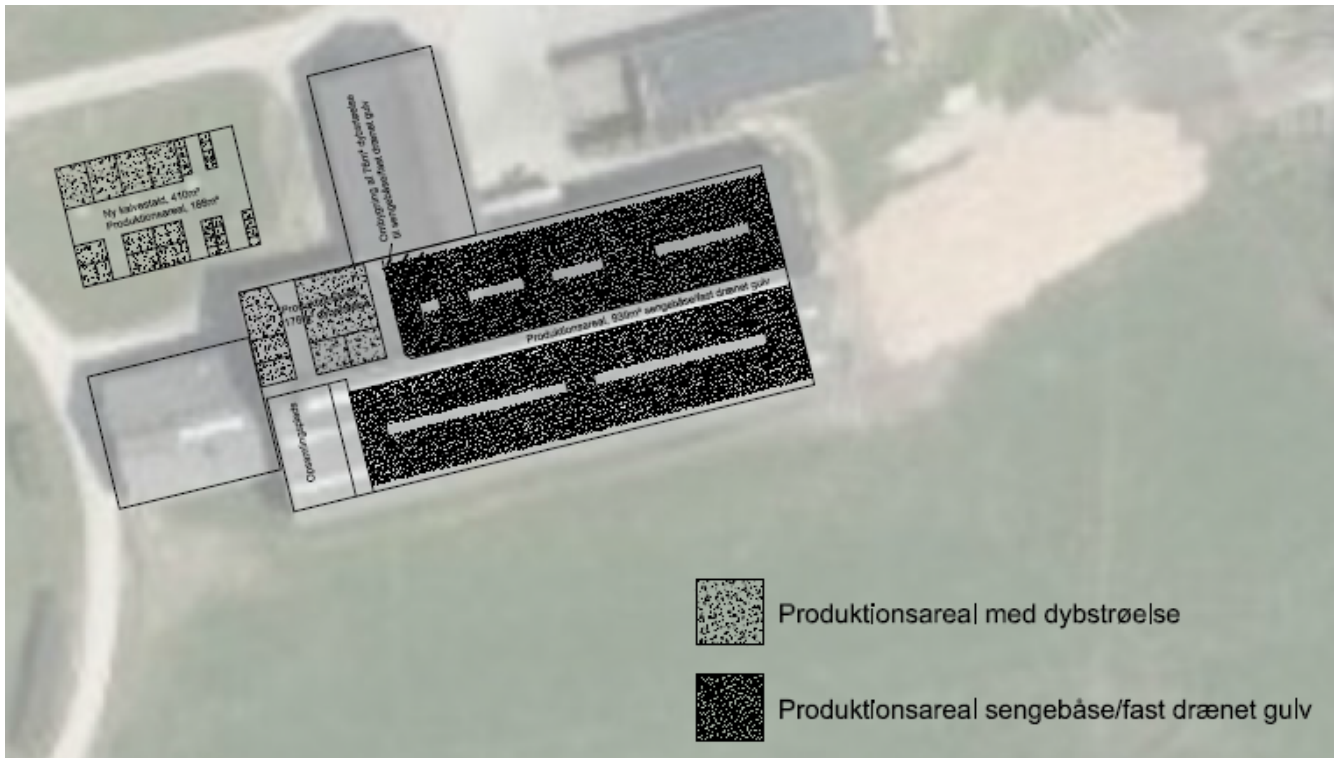 Ombygning af 76m² dybstrøelse
til sengebåse/fast drænet gulv
Ny kalvestald, 410m²
Produktionsareal, 188m²
Produktionsareal, 930m² sengebåse/fast drænet gulv
Opsamlingsplads
Produktionsareal med dybstrøelse
Produktionsareal sengebåse/fast drænet gulv